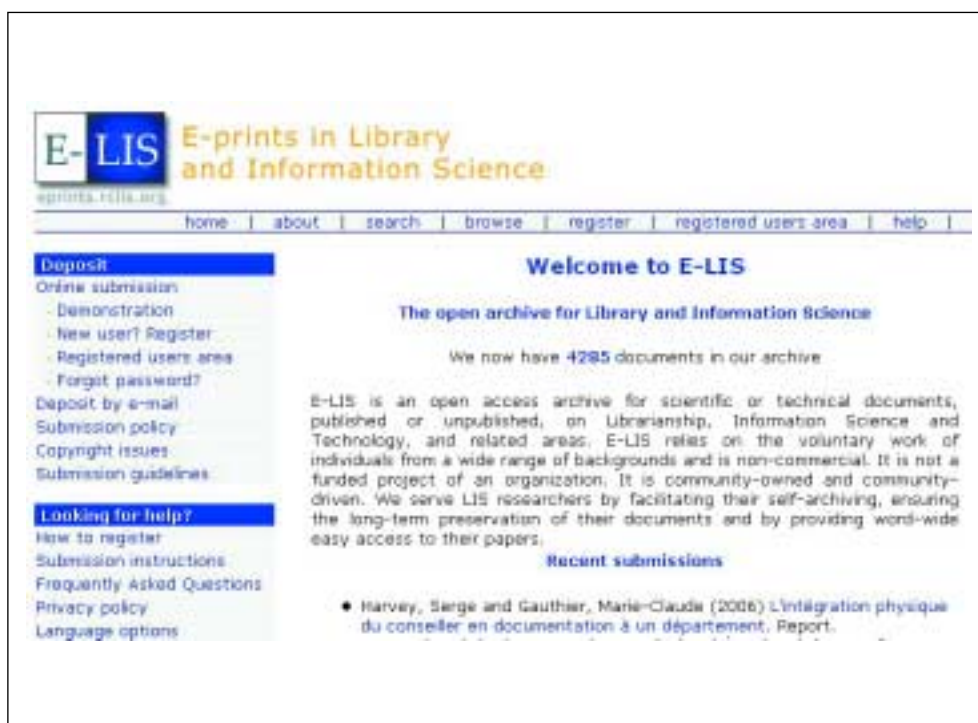 E-LIS
E-prints in Library
and Information Science
eprints.rclis.org
home | about | search | browse | register | registered users area | help |
Deposit
Online submission
- Demonstration
- New user? Register
- Registered users area
- Forgot password?
Deposit by e-mail
Submission policy
Copyright issues
Submission guidelines
Looking for help?
How to register
Submission instructions
Frequently Asked Questions
Privacy policy
Language options
Welcome to E-LIS
The open archive for Library and Information Science
We now have 4285 documents in our archive
E-LIS is an open access archive for scientific or technical documents,
published or unpublished, on Librarianship, Information Science and
Technology, and related areas. E-LIS relies on the voluntary work of
individuals from a wide range of backgrounds and is non-commercial. It is not a
funded project of an organization. It is community-owned and community-
driven. We serve LIS researchers by facilitating their self-archiving, ensuring
the long-term preservation of their documents and by providing word-wide
easy access to their papers.
Recent submissions
• Harvey, Serge and Gauthier, Marie-Claude (2006) L'intégration physique
du conseiller en documentation à un département. Report.